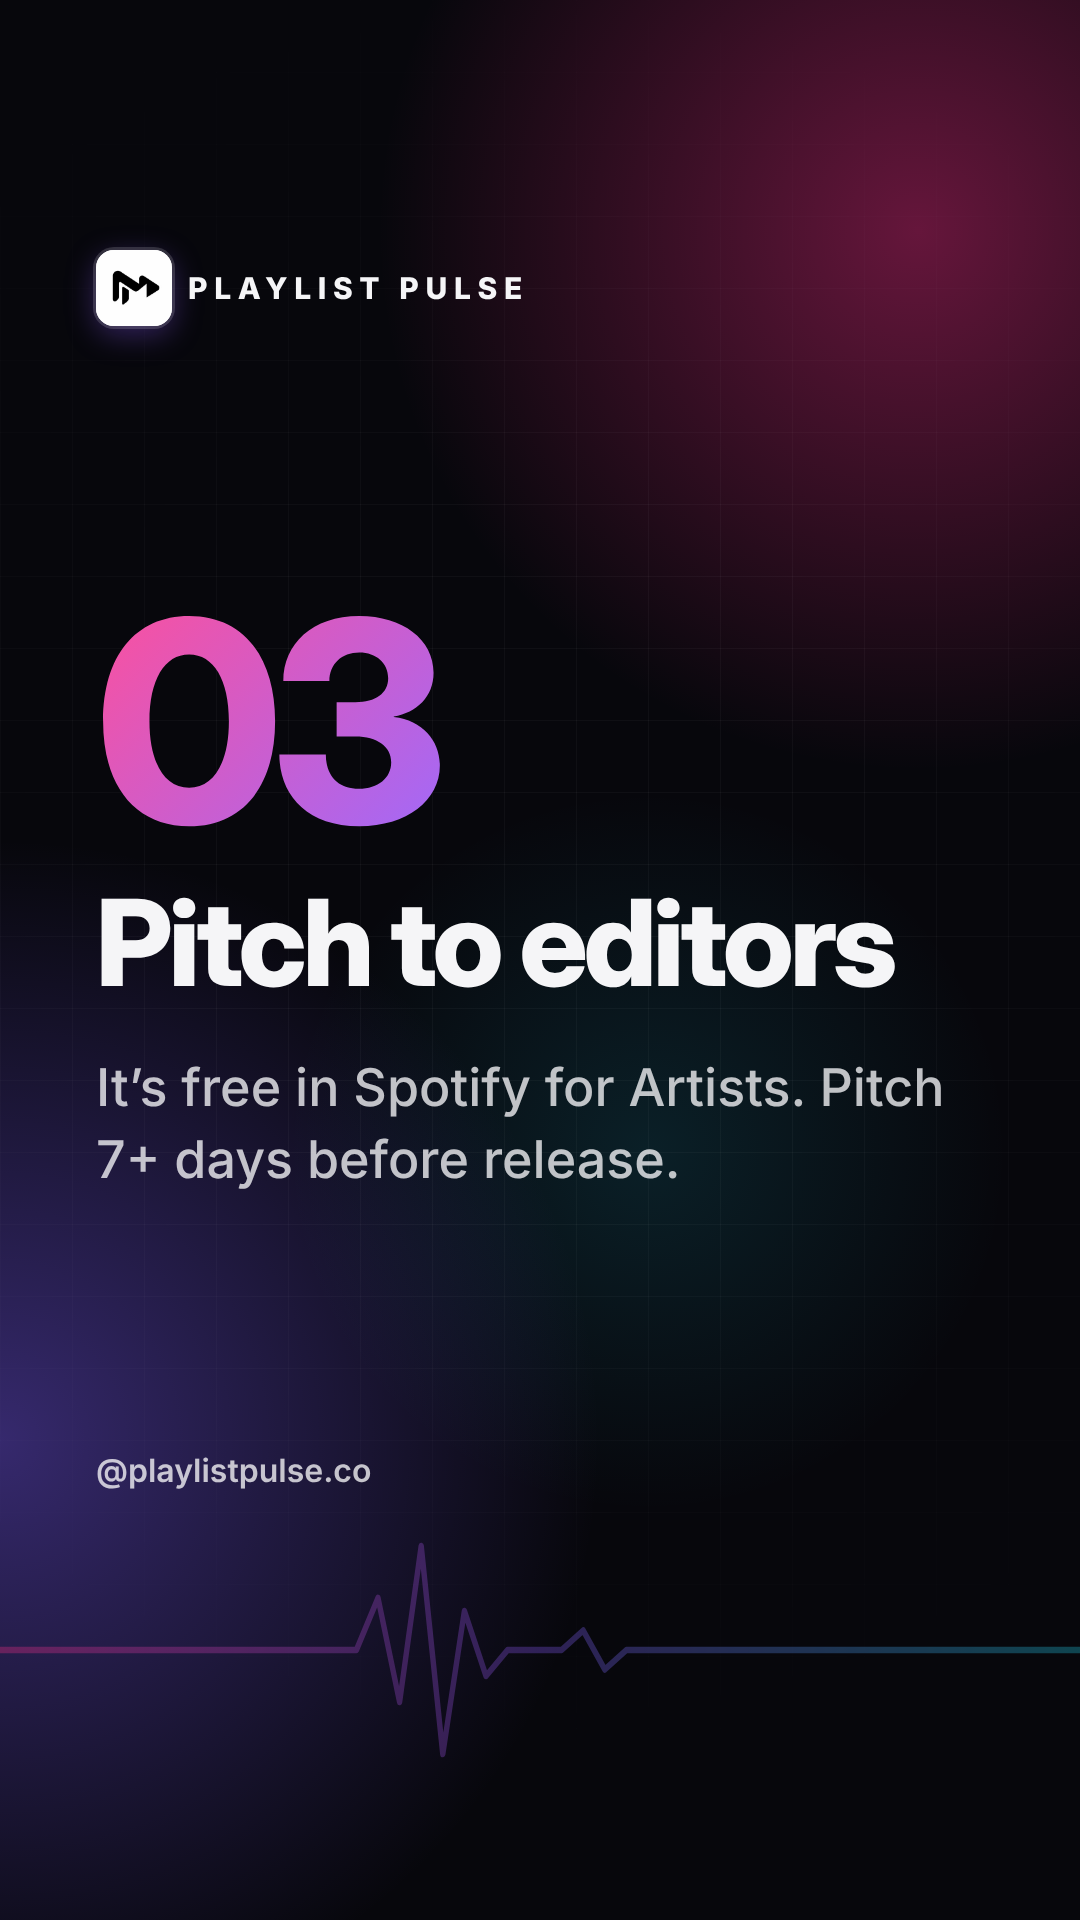 PLAYLIST PULSE
03
Pitch to editors
It’s free in Spotify for Artists. Pitch
7+ days before release.
@playlistpulse.co